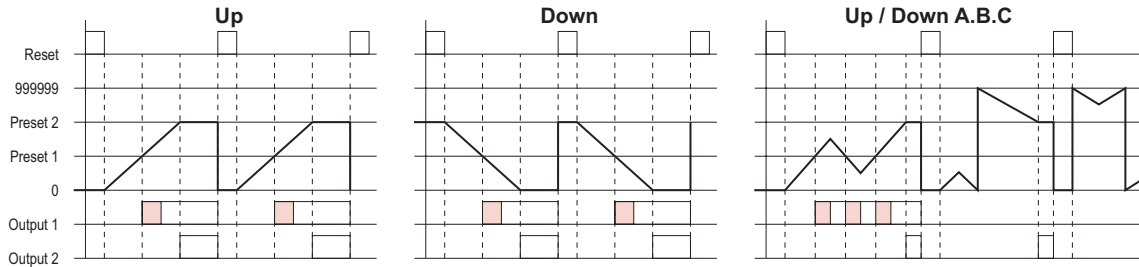 Up
Down
Up / Down A.B.C
Reset
999999
Preset 2
Preset 1
0
Output 1
Output 2